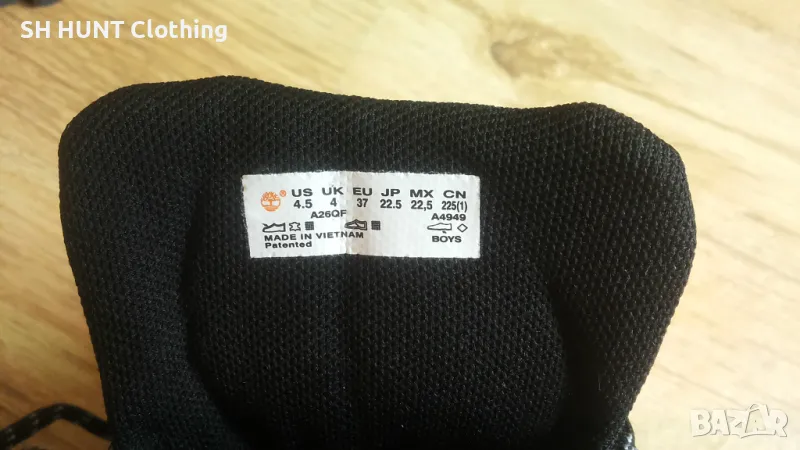 SH HUNT Clothing
US UK EU JP MX CN
4.5 4 37 22.5 22,5 225(1)
A26QF A4949
MADE IN VIETNAM BOYS
Patented
BAZAR